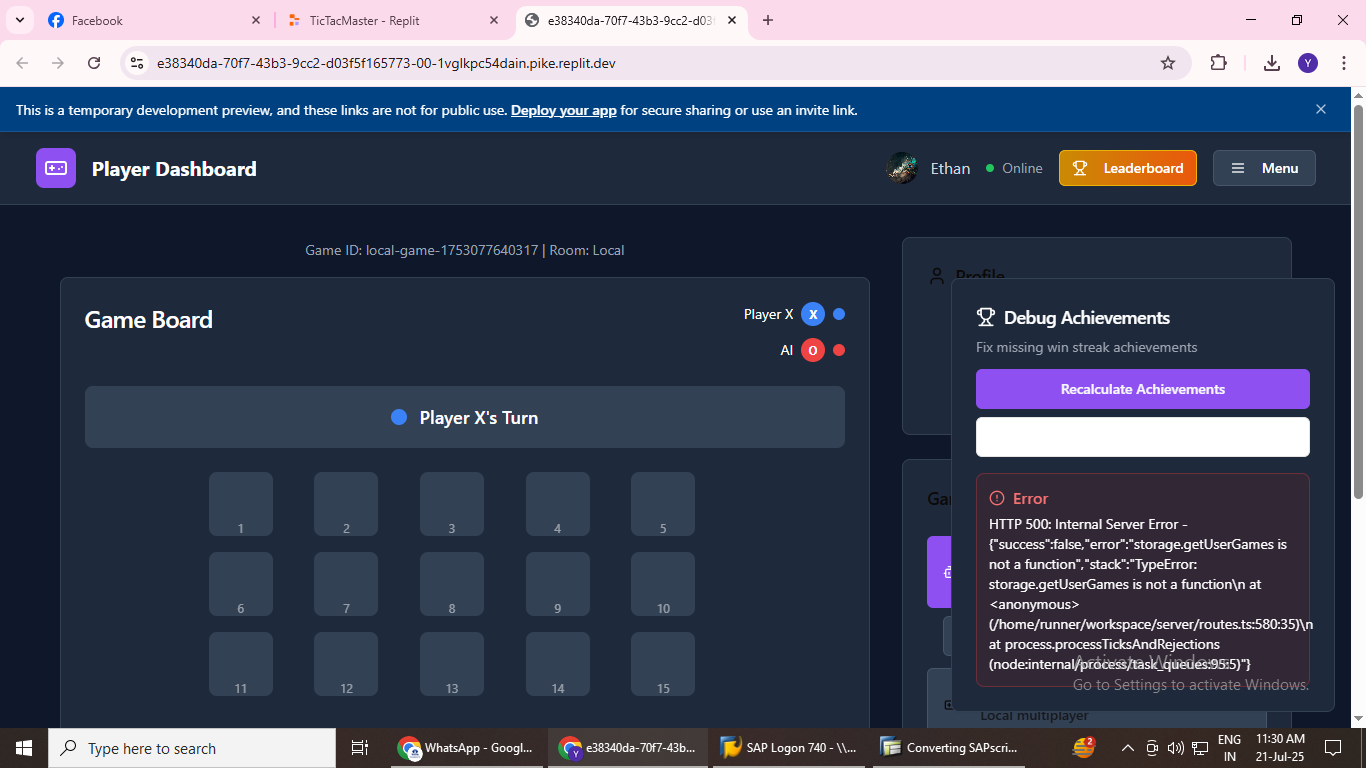 Facebook
TicTacMaster - Replit
e38340da-70f7-43b3-9cc2-d03f
e38340da-70f7-43b3-9cc2-d03f5f165773-00-1vglkpc54dain.pike.replit.dev
Y
This is a temporary development preview, and these links are not for public use. Deploy your app for secure sharing or use an invite link.
Player Dashboard
Ethan
Online
Leaderboard
Menu
Game ID: local-game-1753077640317 | Room: Local
Profile
Game Board
Player X X
AI O
Player X's Turn
1 2 3 4 5
6 7 8 9 10
11 12 13 14 15
Debug Achievements
Fix missing win streak achievements
Recalculate Achievements
Error
HTTP 500: Internal Server Error -
{"success":false,"error":"storage.getUserGames is
not a function","stack":"TypeError:
storage.getUserGames is not a function\n at
<anonymous>
(/home/runner/workspace/server/routes.ts:580:35)\n
at process.processTicksAndRejections
(node:internal/process/task_queues:95:5)"}
Activate Windows
Go to Settings to activate Windows.
Local multiplayer
Type here to search
WhatsApp - Googl...
e38340da-70f7-43b...
SAP Logon 740 - \\...
Converting SAPscri...
2
ENG
IN
11:30 AM
21-Jul-25